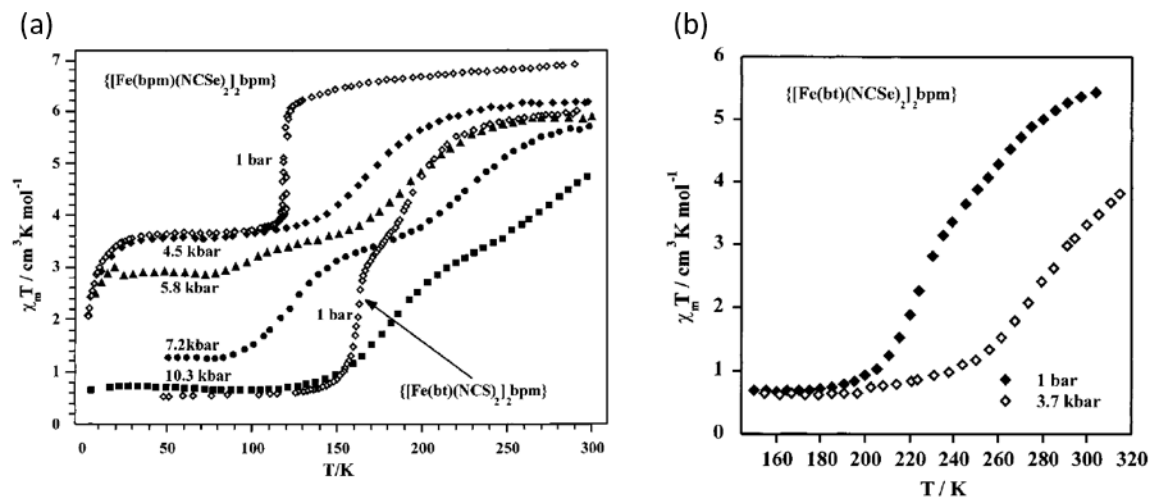 (a)
7
6
5
4
3
2
1
0
χ_m T / cm³ K mol⁻¹
{[Fe(bpm)(NCSe)₂]₂bpm}
1 bar
4.5 kbar
5.8 kbar
7.2kbar
10.3 kbar
1 bar
{[Fe(bt)(NCS)₂]₂bpm}
0 50 100 150 200 250 300
T/K
(b)
6
5
4
3
2
1
0
χ_m T / cm³ K mol⁻¹
{[Fe(bt)(NCSe)₂]₂bpm}
1 bar
3.7 kbar
160 180 200 220 240 260 280 300 320
T / K